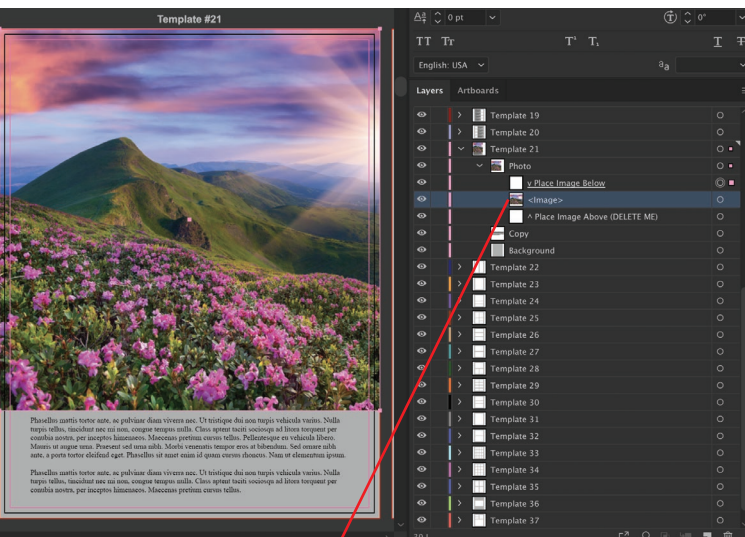 Template #21
0 pt
0°
TT Tr T¹ T₁ T Ŧ
English: USA
aa
Layers Artboards
Template 19
Template 20
Template 21
Photo
v Place Image Below
<Image>
^ Place Image Above (DELETE ME)
Copy
Background
Template 22
Template 23
Template 24
Template 25
Template 26
Template 27
Template 28
Template 29
Template 30
Template 31
Template 32
Template 33
Template 34
Template 35
Template 36
Template 37
Phasellus mattis tortor ante, ac pulvinar diam viverra nec. Ut tristique dui non turpis vehicula varius. Nulla
turpis tellus, tincidunt nec mi non, congue tempus nulla. Class aptent taciti sociosqu ad litora torquent per
conubia nostra, per inceptos himenaeos. Maecenas pretium cursus tellus. Pellentesque eu vehicula libero.
Mauris ut augue urna. Praesent sed urna nibh. Morbi venenatis tempor eros at bibendum. Sed ornare nibh
ante, a porta tortor eleifend eget. Phasellus sit amet enim id quam cursus rhoncus. Nam ut elementum ipsum.
Phasellus mattis tortor ante, ac pulvinar diam viverra nec. Ut tristique dui non turpis vehicula varius. Nulla
turpis tellus, tincidunt nec mi non, congue tempus nulla. Class aptent taciti sociosqu ad litora torquent per
conubia nostra, per inceptos himenaeos. Maecenas pretium cursus tellus.